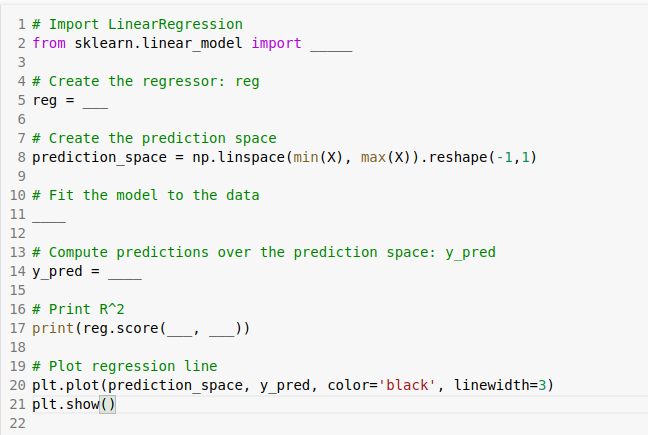 1 # Import LinearRegression
2 from sklearn.linear_model import _____
3
4 # Create the regressor: reg
5 reg = ___
6
7 # Create the prediction space
8 prediction_space = np.linspace(min(X), max(X)).reshape(-1,1)
9
10 # Fit the model to the data
11 ____
12
13 # Compute predictions over the prediction space: y_pred
14 y_pred = ____
15
16 # Print R^2
17 print(reg.score(___, ___))
18
19 # Plot regression line
20 plt.plot(prediction_space, y_pred, color='black', linewidth=3)
21 plt.show()
22